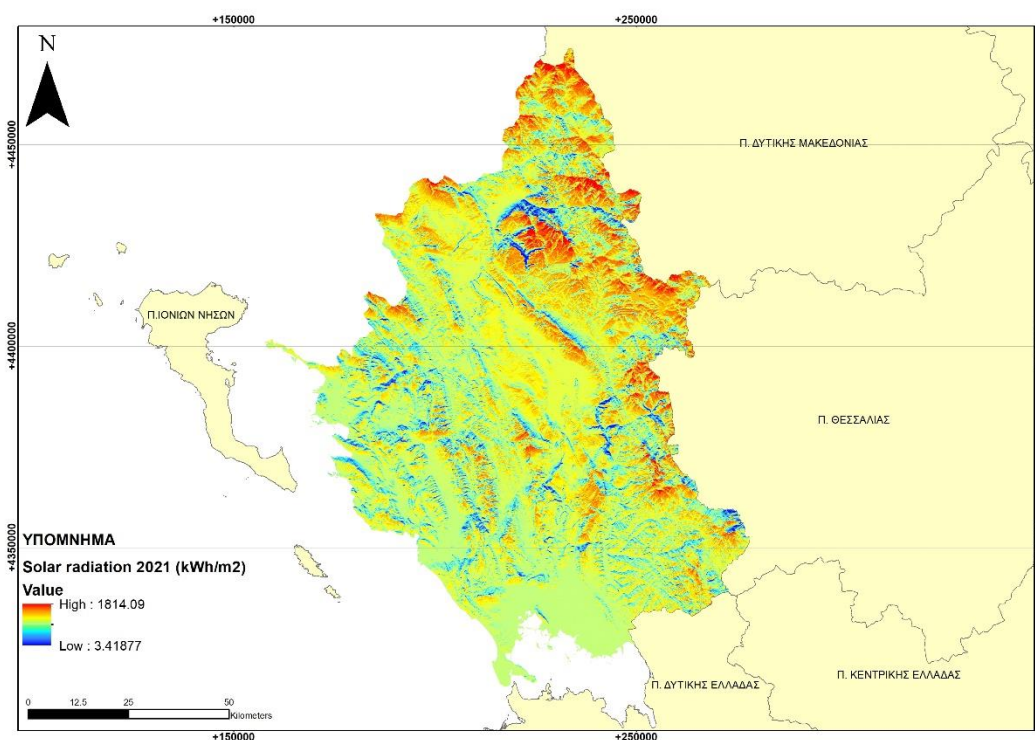 +150000
+250000
N
+4450000
Π. ΔΥΤΙΚΗΣ ΜΑΚΕΔΟΝΙΑΣ
Π.ΙΟΝΙΩΝ ΝΗΣΩΝ
+4400000
Π. ΘΕΣΣΑΛΙΑΣ
+4350000
ΥΠΟΜΝΗΜΑ
Solar radiation 2021 (kWh/m2)
Value
High : 1814.09
Low : 3.41877
Π. ΔΥΤΙΚΗΣ ΕΛΛΑΔΑΣ
Π. ΚΕΝΤΡΙΚΗΣ ΕΛΛΑΔΑΣ
0 12.5 25 50
Kilometers
+150000
+250000